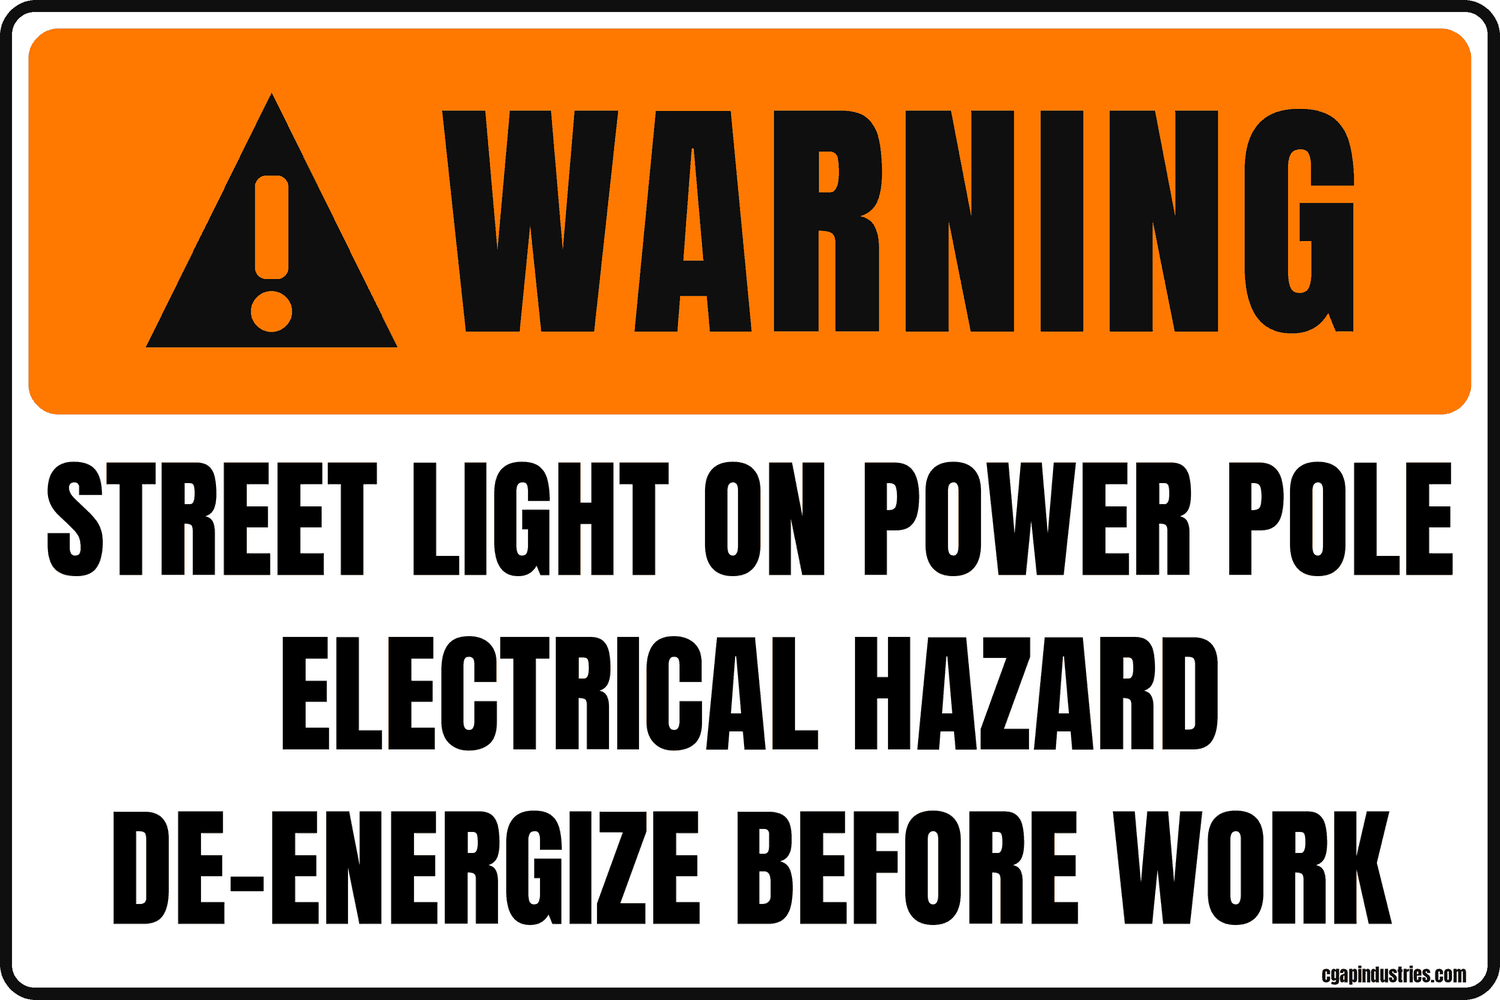 WARNING
STREET LIGHT ON POWER POLE
ELECTRICAL HAZARD
DE-ENERGIZE BEFORE WORK
cgapindustries.com